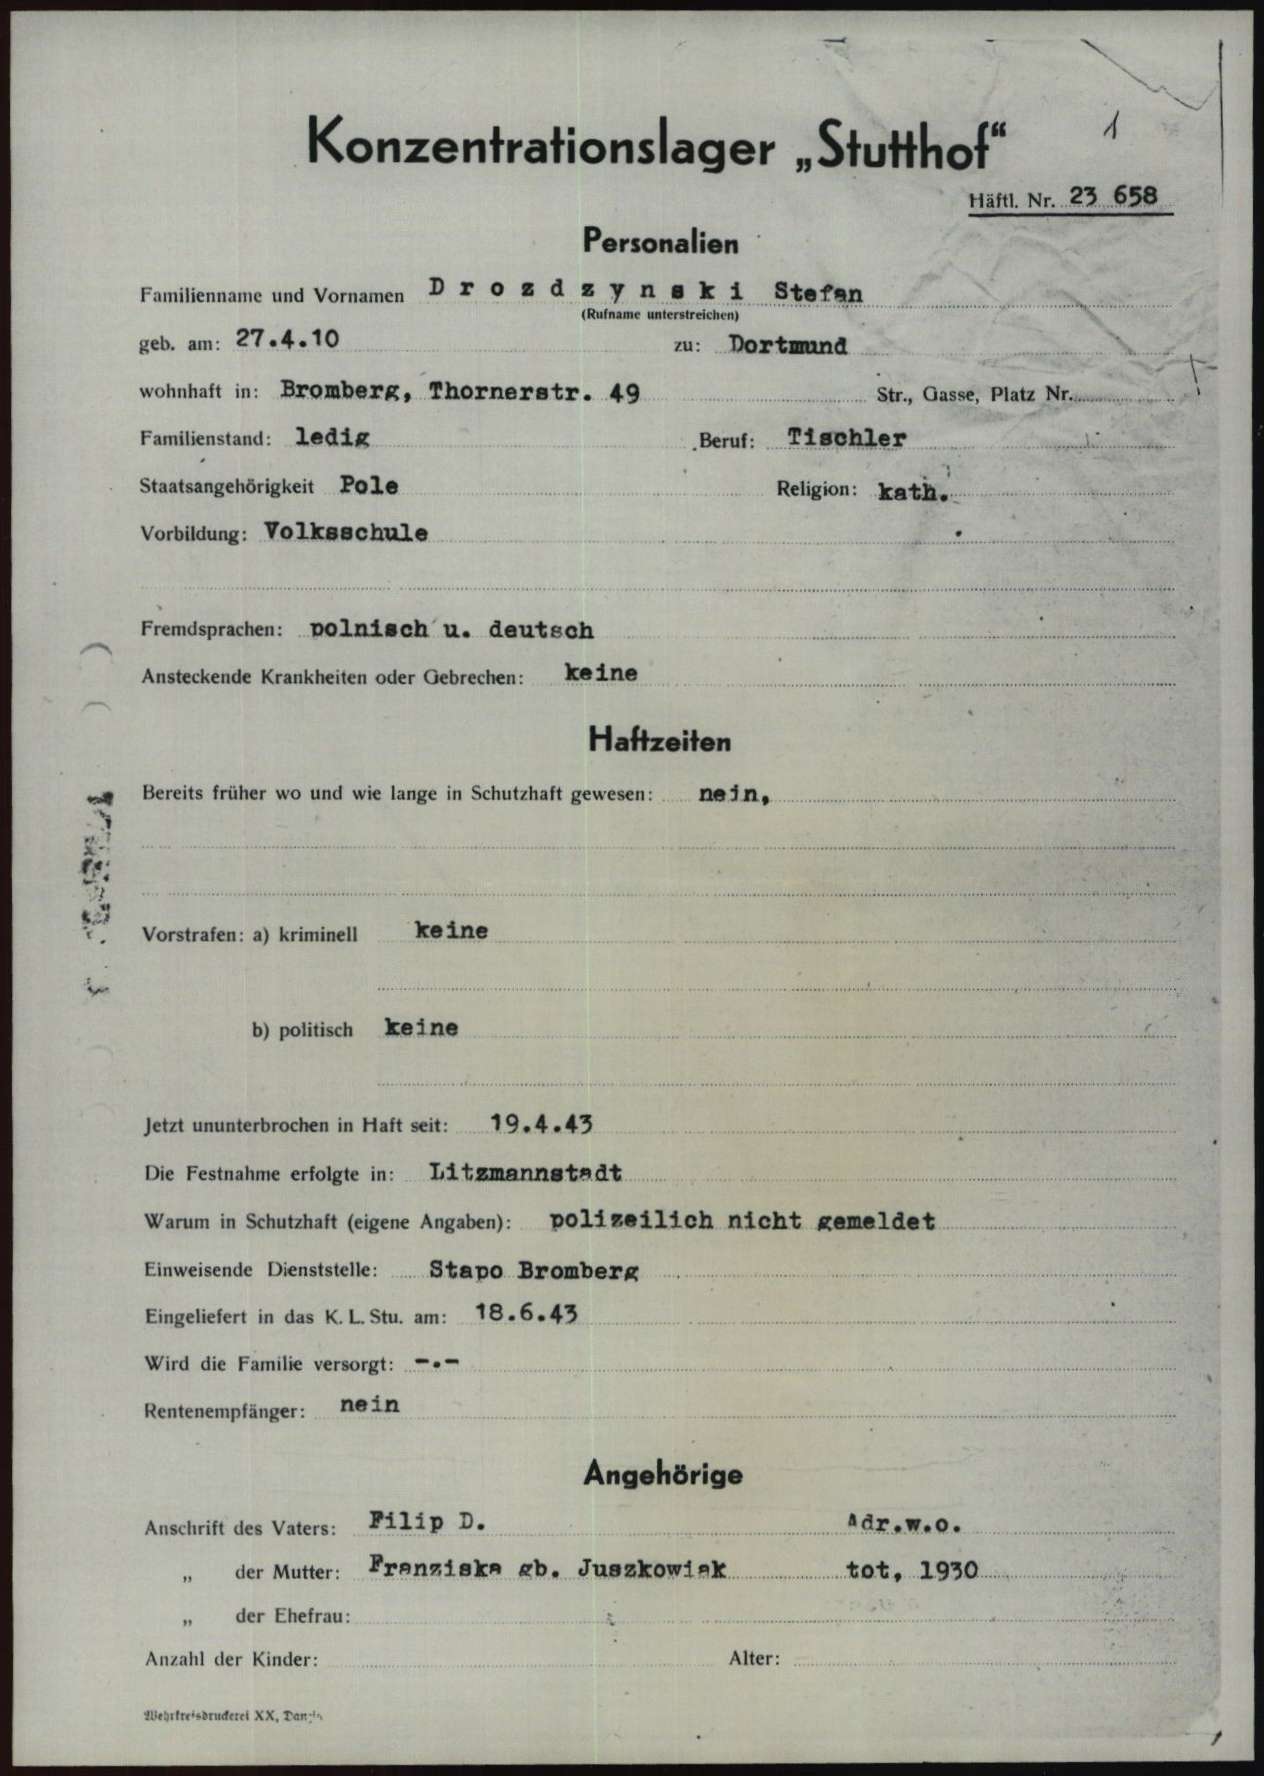 Konzentrationslager „Stutthof“
1
Häftl. Nr. 23 658
Personalien
Familienname und Vornamen Drozdzynski Stefan
(Rufname unterstreichen)
geb. am: 27.4.10 zu: Dortmund
wohnhaft in: Bromberg, Thornerstr. 49 Str., Gasse, Platz Nr.
Familienstand: ledig Beruf: Tischler
Staatsangehörigkeit Pole Religion: kath.
Vorbildung: Volksschule
Fremdsprachen: polnisch u. deutsch
Ansteckende Krankheiten oder Gebrechen: keine
Haftzeiten
Bereits früher wo und wie lange in Schutzhaft gewesen: nein,
Vorstrafen: a) kriminell keine
b) politisch keine
Jetzt ununterbrochen in Haft seit: 19.4.43
Die Festnahme erfolgte in: Litzmannstadt
Warum in Schutzhaft (eigene Angaben): polizeilich nicht gemeldet
Einweisende Dienststelle: Stapo Bromberg
Eingeliefert in das K. L. Stu. am: 18.6.43
Wird die Familie versorgt: -.-
Rentenempfänger: nein
Angehörige
Anschrift des Vaters: Filip D. Adr.w.o.
„ der Mutter: Franziska gb. Juszkowiak tot, 1930
„ der Ehefrau:
Anzahl der Kinder: Alter:
Wehrkreisdruckerei XX, Danzig